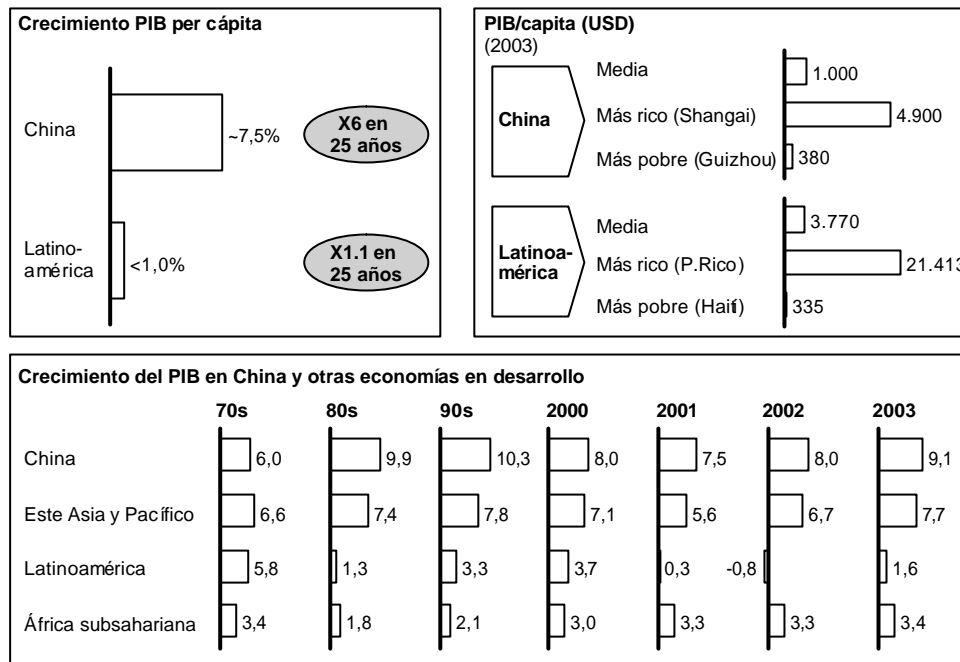 Crecimiento PIB per cápita
China
~7,5%
X6 en
25 años
Latino-
américa
<1,0%
X1.1 en
25 años
PIB/capita (USD)
(2003)
China
Media
1.000
Más rico (Shangai)
4.900
Más pobre (Guizhou)
380
Latinoa-
mérica
Media
3.770
Más rico (P.Rico)
21.413
Más pobre (Haití)
335
Crecimiento del PIB en China y otras economías en desarrollo
70s 80s 90s 2000 2001 2002 2003
China 6,0 9,9 10,3 8,0 7,5 8,0 9,1
Este Asia y Pacífico 6,6 7,4 7,8 7,1 5,6 6,7 7,7
Latinoamérica 5,8 1,3 3,3 3,7 0,3 -0,8 1,6
África subsahariana 3,4 1,8 2,1 3,0 3,3 3,3 3,4